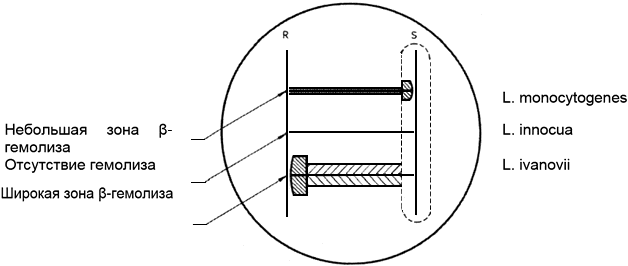 R S
L. monocytogenes
Небольшая зона β-
гемолиза
L. innocua
Отсутствие гемолиза
L. ivanovii
Широкая зона β-гемолиза